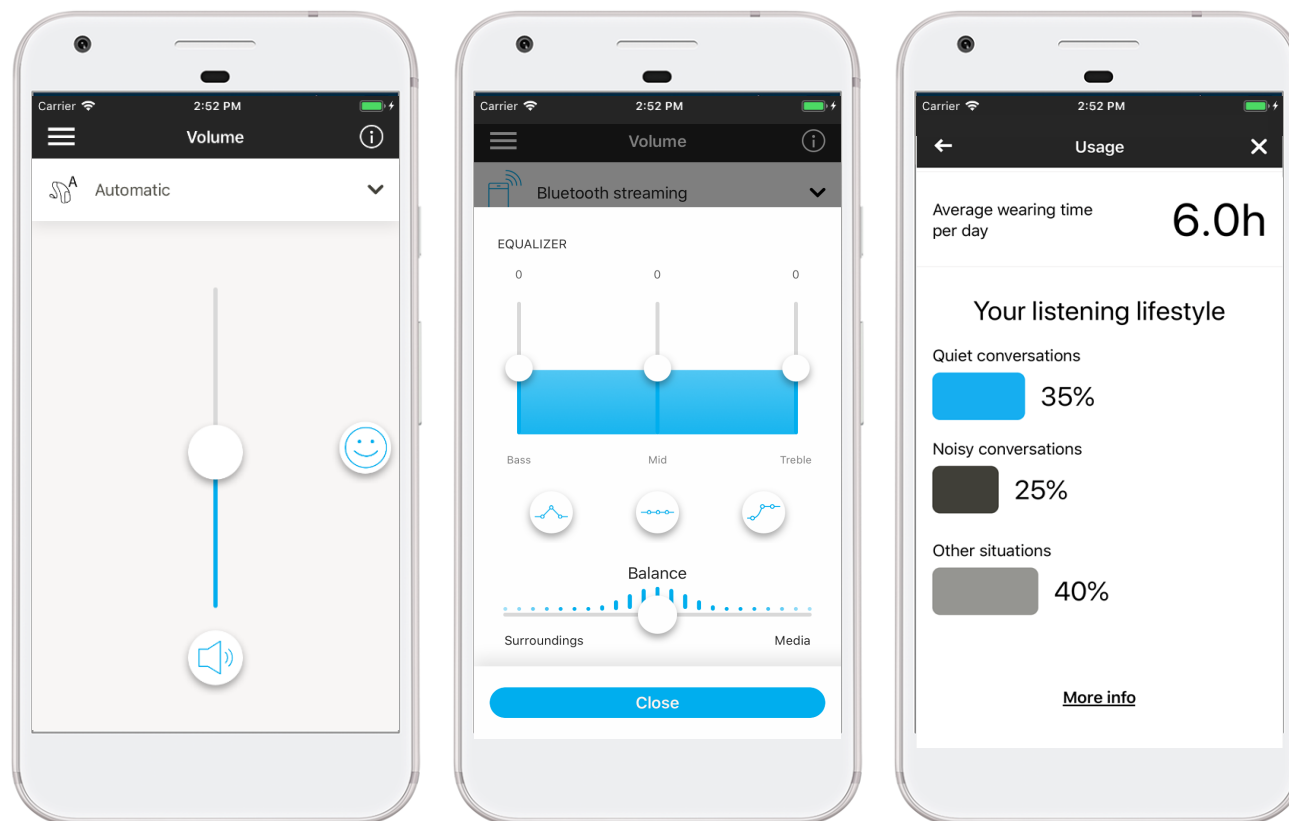 Carrier 2:52 PM
Volume
A
Automatic
Carrier 2:52 PM
Volume
Bluetooth streaming
EQUALIZER
0 0 0
Bass Mid Treble
Balance
Surroundings Media
Close
Carrier 2:52 PM
Usage
Average wearing time
per day
6.0h
Your listening lifestyle
Quiet conversations
35%
Noisy conversations
25%
Other situations
40%
More info